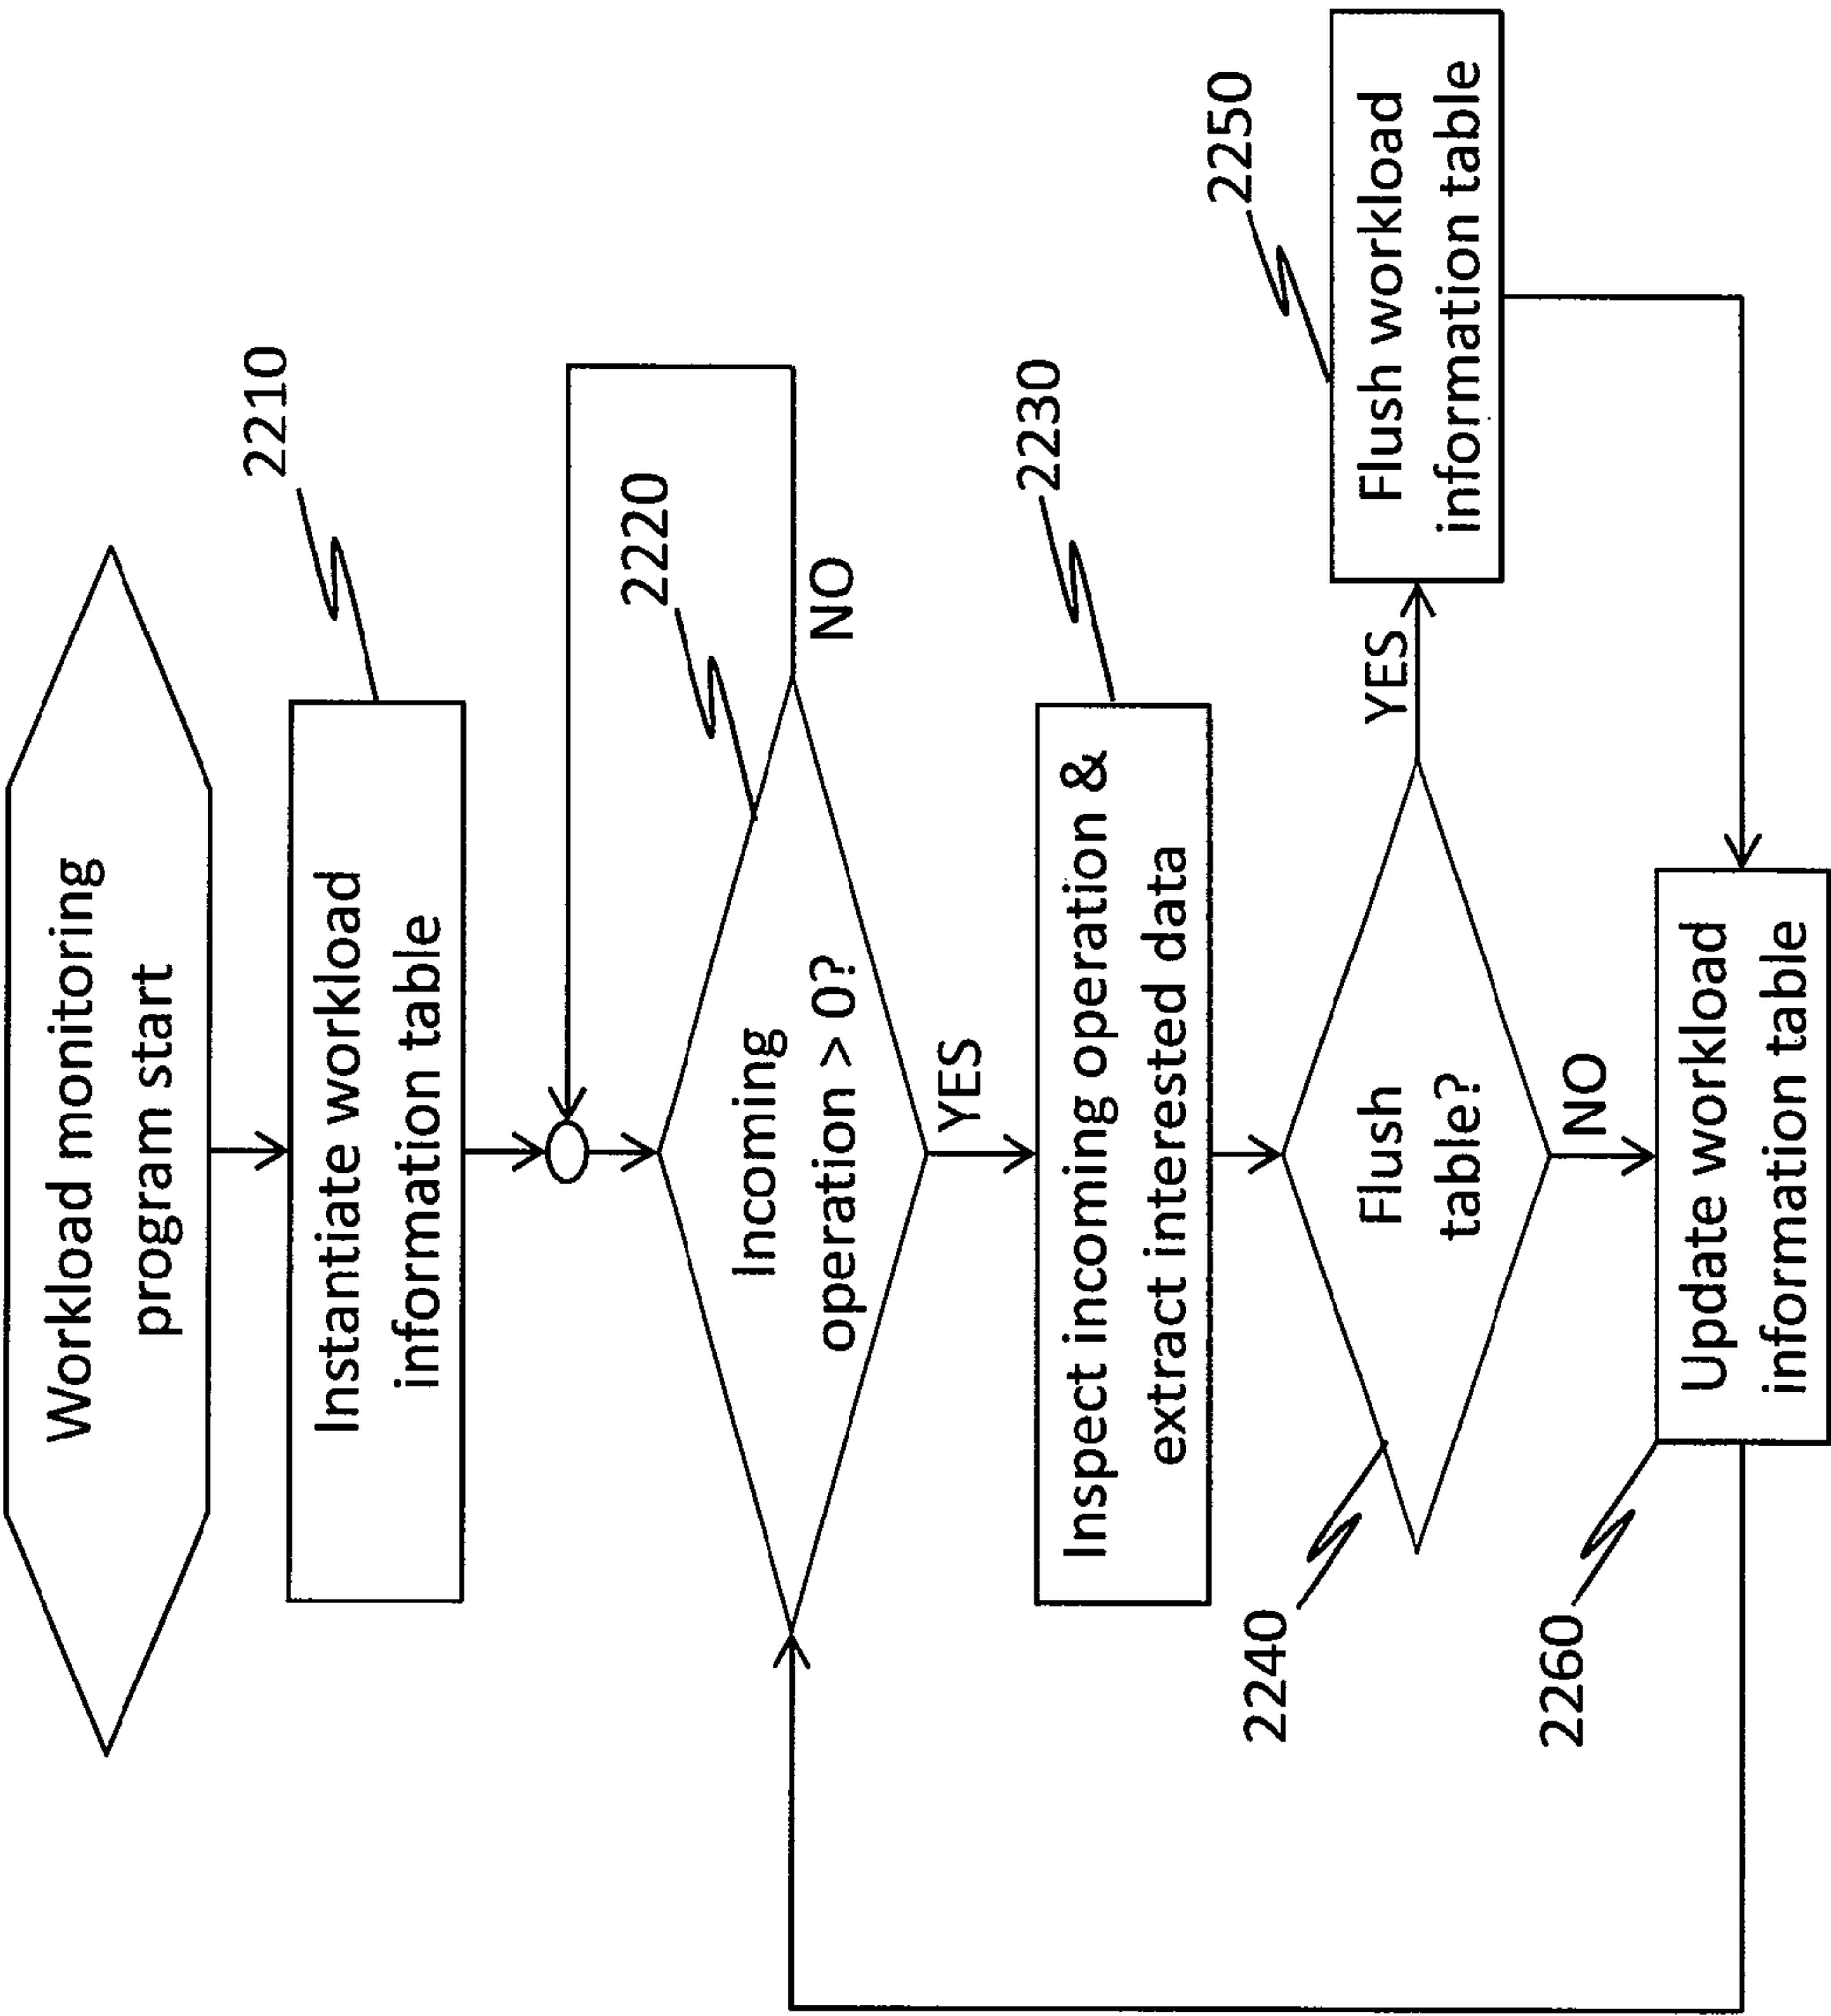 Workload monitoring
program start
2210
Instantiate workload
information table
2220
Incoming
operation > 0?
NO
YES
2230
Inspect incoming operation &
extract interested data
2240
Flush
table?
YES
2250
Flush workload
information table
NO
2260
Update workload
information table